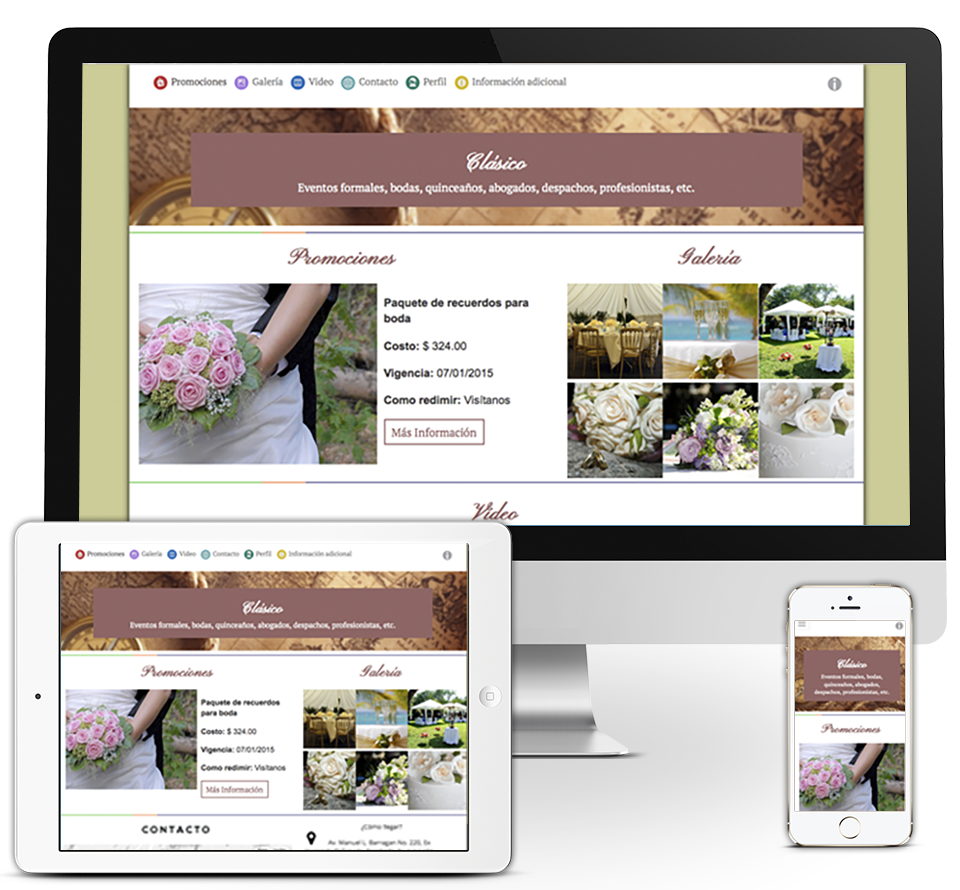 Promociones Galería Video Contacto Perfil Información adicional
Clásico
Eventos formales, bodas, quinceaños, abogados, despachos, profesionistas, etc.
Promociones
Paquete de recuerdos para
boda
Costo: $ 324.00
Vigencia: 07/01/2015
Como redimir: Visítanos
Más Información
Galería
Video
Promociones Galería Video Contacto Perfil Información adicional
Clásico
Eventos formales, bodas, quinceaños, abogados, despachos, profesionistas, etc.
Promociones
Paquete de recuerdos
para boda
Costo: $ 324.00
Vigencia: 07/01/2015
Como redimir: Visítanos
Más Información
Galería
CONTACTO
¿Cómo llegar?
Av. Manuel L. Barragan No. 220, Ex
Clásico
Eventos formales, bodas,
quinceaños, abogados,
despachos, profesionistas, etc.
Promociones